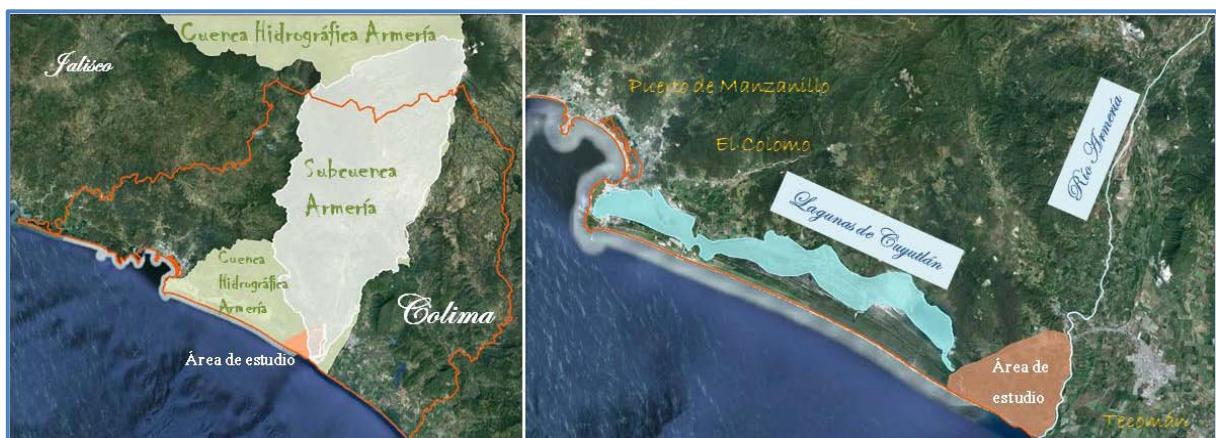 Cuenca Hidrográfica Armería
Jalisco
Subcuenca
Armería
Cuenca
Hidrográfica
Armería
Colima
Área de estudio
Puerto de Manzanillo
El Colomo
Río Armería
Lagunas de Cuyutlán
Área de
estudio
Tecomán